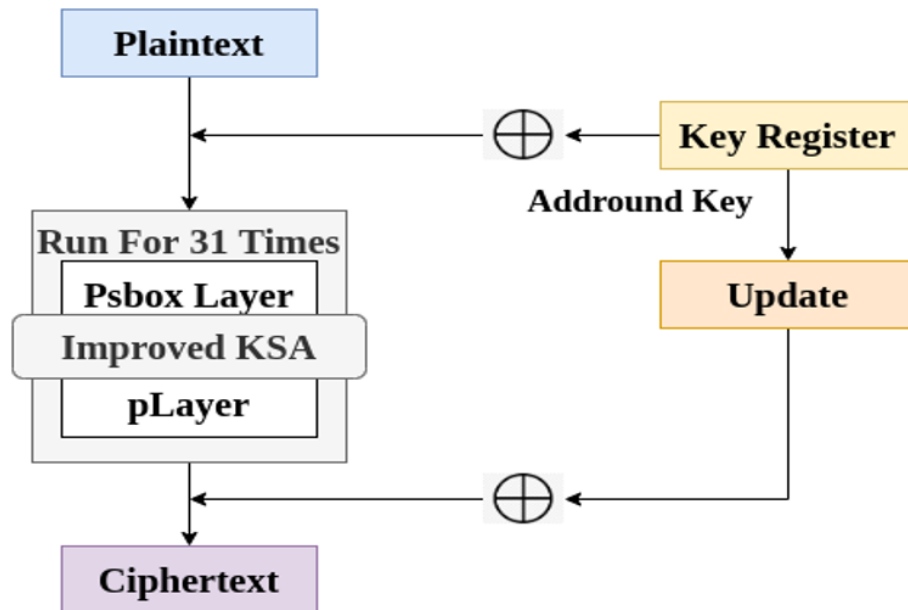 Plaintext
Key Register
Addround Key
Run For 31 Times
Psbox Layer
Update
Improved KSA
pLayer
Ciphertext